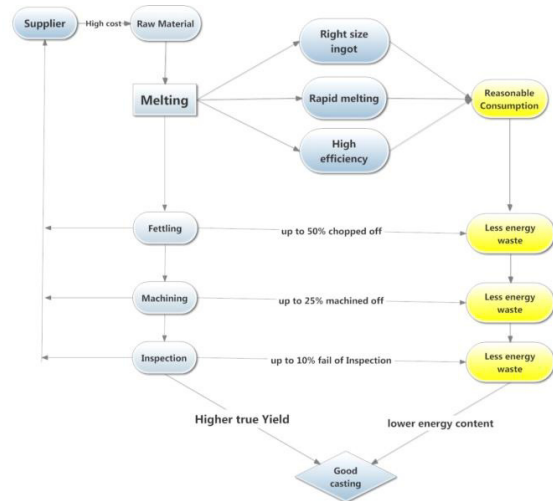 Supplier
High cost
Raw Material
Right size
ingot
Melting
Rapid melting
Reasonable
Consumption
High
efficiency
Fettling
up to 50% chopped off
Less energy
waste
Machining
up to 25% machined off
Less energy
waste
Inspection
up to 10% fail of Inspection
Less energy
waste
Higher true Yield
lower energy content
Good
casting